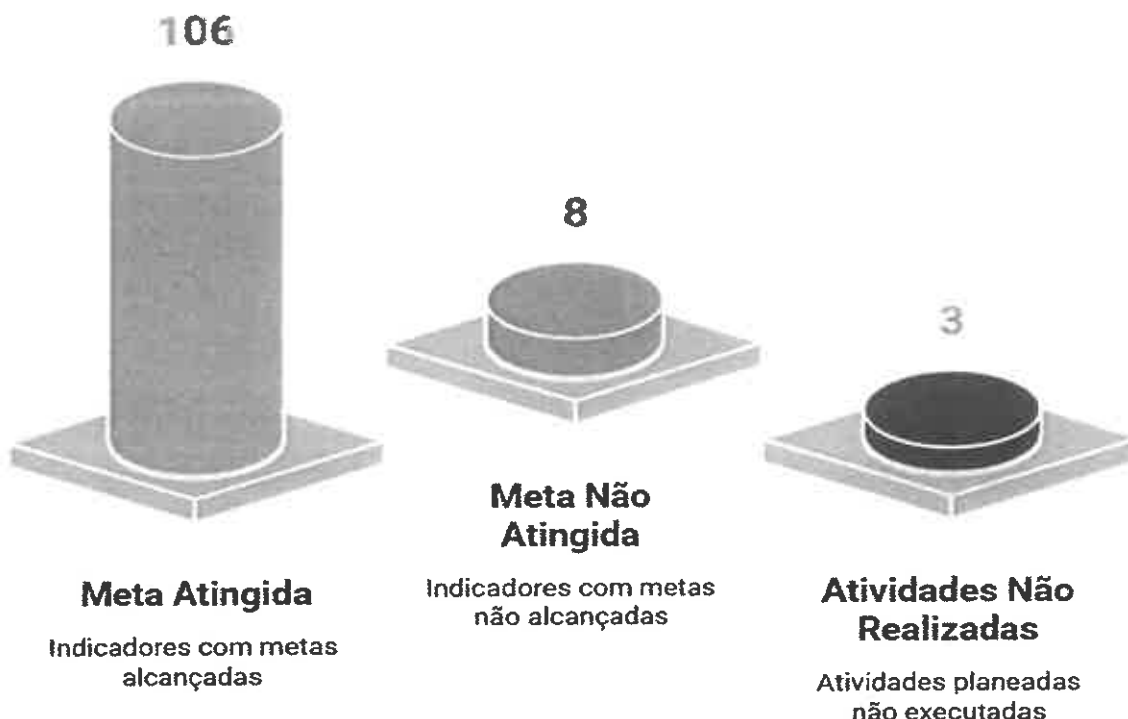 106
Meta Atingida
Indicadores com metas
alcançadas
8
Meta Não
Atingida
Indicadores com metas
não alcançadas
3
Atividades Não
Realizadas
Atividades planeadas
não executadas